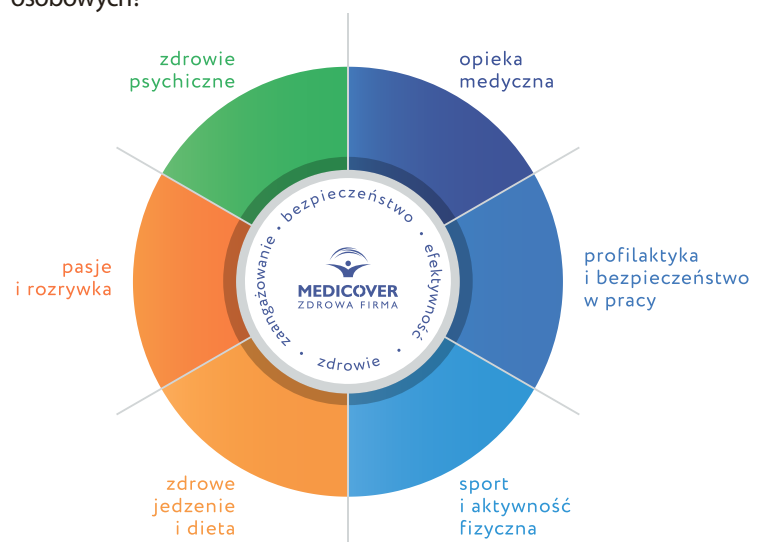 osobowych?
zdrowie
psychiczne
opieka
medyczna
pasje
i rozrywka
profilaktyka
i bezpieczeństwo
w pracy
zdrowe
jedzenie
i dieta
sport
i aktywność
fizyczna
• bezpieczeństwo •
efektywność •
zdrowie •
zaangażowanie
MEDICOVER
ZDROWA FIRMA